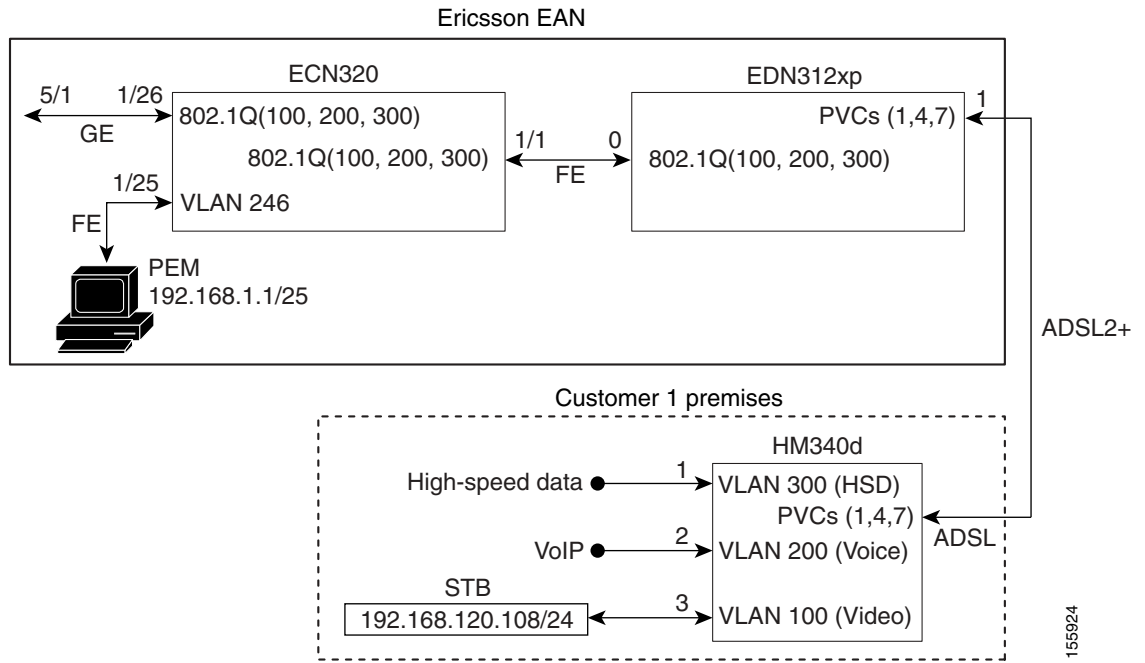 Ericsson EAN
ECN320
EDN312xp
5/1
1/26
GE
802.1Q(100, 200, 300)
802.1Q(100, 200, 300)
1/1
0
FE
PVCs (1,4,7)
1
802.1Q(100, 200, 300)
1/25
VLAN 246
FE
PEM
192.168.1.1/25
ADSL2+
Customer 1 premises
HM340d
High-speed data
1
VLAN 300 (HSD)
PVCs (1,4,7)
ADSL
VoIP
2
VLAN 200 (Voice)
STB
192.168.120.108/24
3
VLAN 100 (Video)
155924